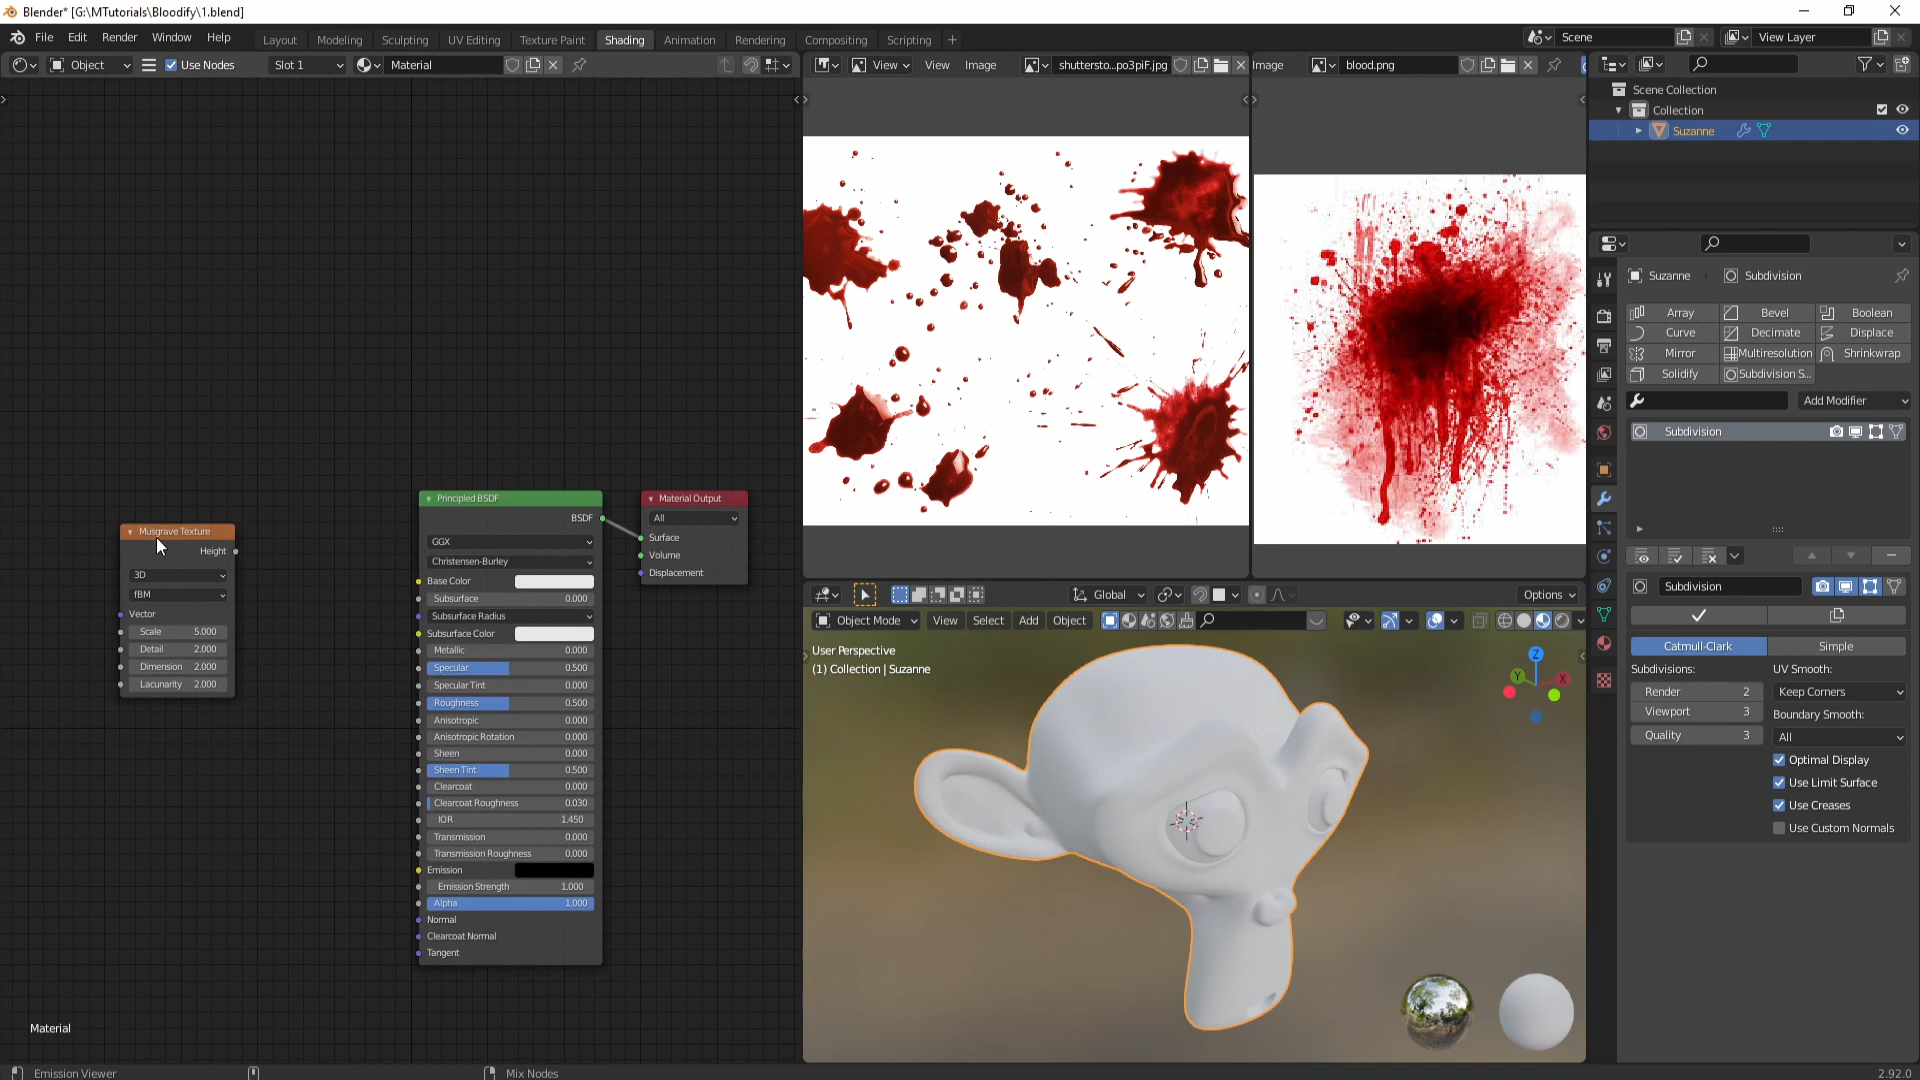 Blender* [G:\MTutorials\Bloodify\1.blend]
File Edit Render Window Help Layout Modeling Sculpting UV Editing Texture Paint Shading Animation Rendering Compositing Scripting + Scene View Layer
Object Use Nodes Slot 1 Material
View View Image shuttersto...po3piF.jpg
Image blood.png
Scene Collection
Collection
Suzanne
Suzanne Subdivision
Array Bevel Boolean
Curve Decimate Displace
Mirror Multiresolution Shrinkwrap
Solidify Subdivision S...
Add Modifier
Subdivision
Subdivision
Catmull-Clark Simple
Subdivisions: UV Smooth:
Render 2 Keep Corners
Viewport 3 Boundary Smooth:
Quality 3 All
Optimal Display
Use Limit Surface
Use Creases
Use Custom Normals
Musgrave Texture
Height
3D
fBM
Vector
Scale 5.000
Detail 2.000
Dimension 2.000
Lacunarity 2.000
Principled BSDF
BSDF
GGX
Christensen-Burley
Base Color
Subsurface 0.000
Subsurface Radius
Subsurface Color
Metallic 0.000
Specular 0.500
Specular Tint 0.000
Roughness 0.500
Anisotropic 0.000
Anisotropic Rotation 0.000
Sheen 0.000
Sheen Tint 0.500
Clearcoat 0.000
Clearcoat Roughness 0.030
IOR 1.450
Transmission 0.000
Transmission Roughness 0.000
Emission
Emission Strength 1.000
Alpha 1.000
Normal
Clearcoat Normal
Tangent
Material Output
All
Surface
Volume
Displacement
Global Options
Object Mode View Select Add Object
User Perspective
(1) Collection | Suzanne
Z
Y X
Material
Emission Viewer Mix Nodes 2.92.0